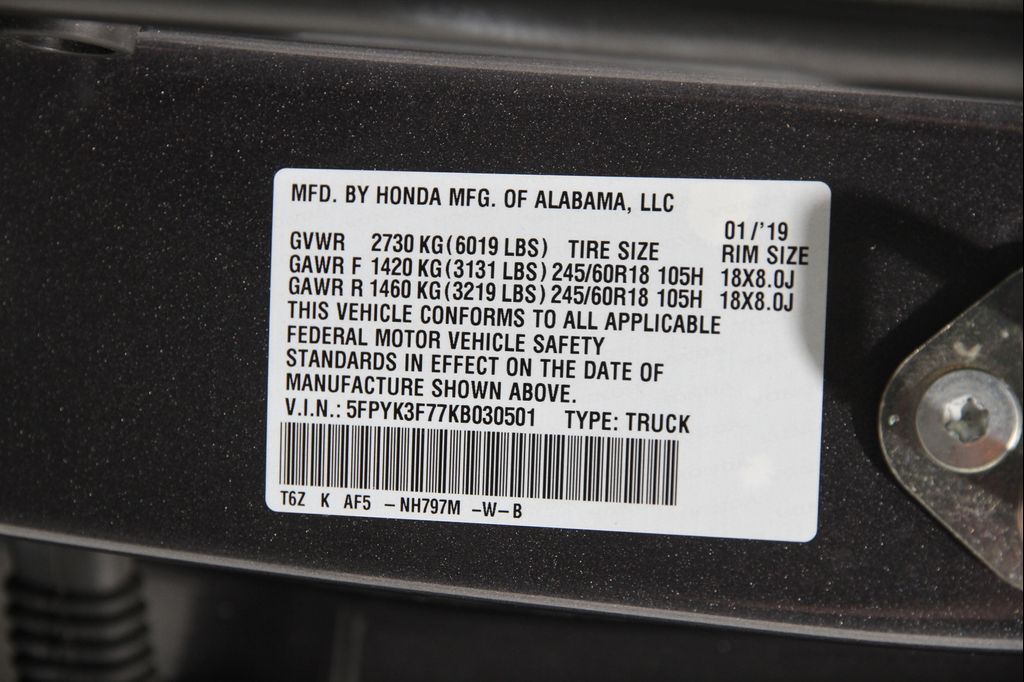 MFD. BY HONDA MFG. OF ALABAMA, LLC
01/'19
GVWR 2730 KG (6019 LBS) TIRE SIZE RIM SIZE
GAWR F 1420 KG (3131 LBS) 245/60R18 105H 18X8.0J
GAWR R 1460 KG (3219 LBS) 245/60R18 105H 18X8.0J
THIS VEHICLE CONFORMS TO ALL APPLICABLE
FEDERAL MOTOR VEHICLE SAFETY
STANDARDS IN EFFECT ON THE DATE OF
MANUFACTURE SHOWN ABOVE.
V.I.N.: 5FPYK3F77KB030501 TYPE: TRUCK
T6Z K AF5 -NH797M -W-B